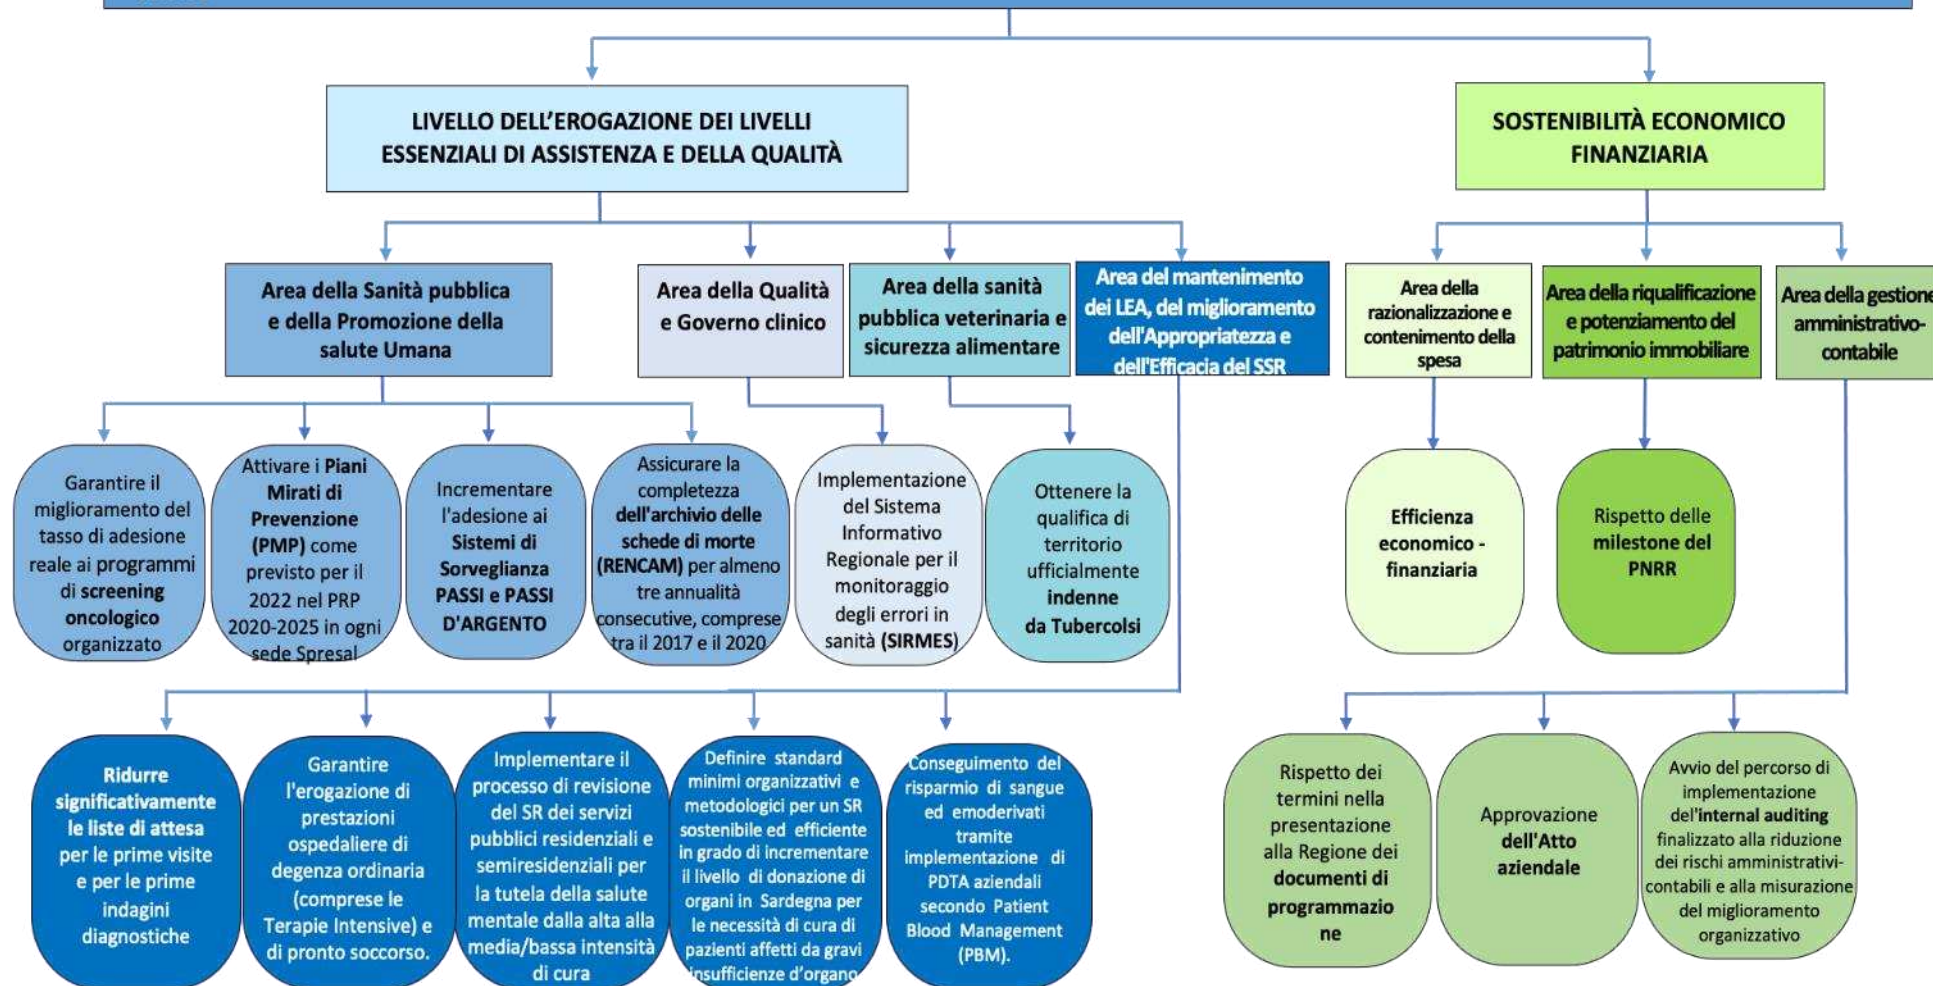 LIVELLO DELL'EROGAZIONE DEI LIVELLI
ESSENZIALI DI ASSISTENZA E DELLA QUALITÀ
SOSTENIBILITÀ ECONOMICO
FINANZIARIA
Area della Sanità pubblica
e della Promozione della
salute Umana
Area della Qualità
e Governo clinico
Area della sanità
pubblica veterinaria e
sicurezza alimentare
Area del mantenimento
dei LEA, del miglioramento
dell'Appropriatezza e
dell'Efficacia del SSR
Area della
razionalizzazione e
contenimento della
spesa
Area della riqualificazione
e potenziamento del
patrimonio immobiliare
Area della gestione
amministrativo-
contabile
Garantire il
miglioramento del
tasso di adesione
reale ai programmi
di screening
oncologico
organizzato
Attivare i Piani
Mirati di
Prevenzione
(PMP) come
previsto per il
2022 nel PRP
2020-2025 in ogni
sede Spresal
Incrementare
l'adesione ai
Sistemi di
Sorveglianza
PASSI e PASSI
D'ARGENTO
Assicurare la
completezza
dell'archivio delle
schede di morte
(RENCAM) per almeno
tre annualità
consecutive, comprese
tra il 2017 e il 2020
Implementazione
del Sistema
Informativo
Regionale per il
monitoraggio
degli errori in
sanità (SIRMES)
Ottenere la
qualifica di
territorio
ufficialmente
indenne
da Tubercolsi
Efficienza
economico -
finanziaria
Rispetto delle
milestone del
PNRR
Ridurre
significativamente
le liste di attesa
per le prime visite
e per le prime
indagini
diagnostiche
Garantire
l'erogazione di
prestazioni
ospedaliere di
degenza ordinaria
(comprese le
Terapie Intensive) e
di pronto soccorso.
Implementare il
processo di revisione
del SR dei servizi
pubblici residenziali e
semiresidenziali per
la tutela della salute
mentale dalla alta alla
media/bassa intensità
di cura
Definire standard
minimi organizzativi e
metodologici per un SR
sostenibile ed efficiente
in grado di incrementare
il livello di donazione di
organi in Sardegna per
le necessità di cura di
pazienti affetti da gravi
insufficienze d'organo
Conseguimento del
risparmio di sangue
ed emoderivati
tramite
implementazione di
PDTA aziendali
secondo Patient
Blood Management
(PBM).
Rispetto dei
termini nella
presentazione
alla Regione dei
documenti di
programmazio
ne
Approvazione
dell'Atto
aziendale
Avvio del percorso di
implementazione
del'internal auditing
finalizzato alla riduzione
dei rischi amministrativi-
contabili e alla misurazione
del miglioramento
organizzativo